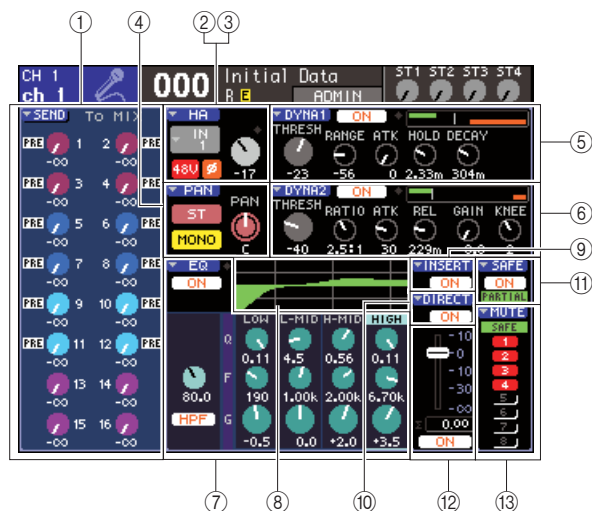 ① ④ ② ③
CH 1
ch 1
000
Initial Data
R E ADMIN
ST1 ST2 ST3 ST4
SEND TO MIX
PRE 1 2 PRE
-∞ -∞
PRE 3 4 PRE
-∞ -∞
PRE 5 6 PRE
-∞ -∞
PRE 7 8 PRE
-∞ -∞
PRE 9 10 PRE
-∞ -∞
PRE 11 12 PRE
-∞ -∞
13 14
-∞ -∞
15 16
-∞ -∞
HA
IN
1
48V Ø
-17
PAN
ST
MONO
PAN
C
DYNA1 ON
THRESH RANGE ATK HOLD DECAY
-23 -56 0 2.33m 304m
⑤
DYNA2 ON
THRESH RATIO ATK REL GAIN KNEE
-40 2.5:1 30 229m 0.0 2
⑥
⑨
EQ
ON
80.0
HPF
LOW L-MID H-MID HIGH
Q
0.11 4.5 0.56 0.11
F
190 1.00k 2.00k 6.70k
G
-0.5 0.0 +2.0 +3.5
INSERT
ON
DIRECT
ON
-10
-0
-10
-30
-∞
Σ 0.00
ON
SAFE
ON
PARTIAL
⑪
MUTE
SAFE
1
2
3
4
5
6
7
8
⑦ ⑧ ⑩ ⑫ ⑬